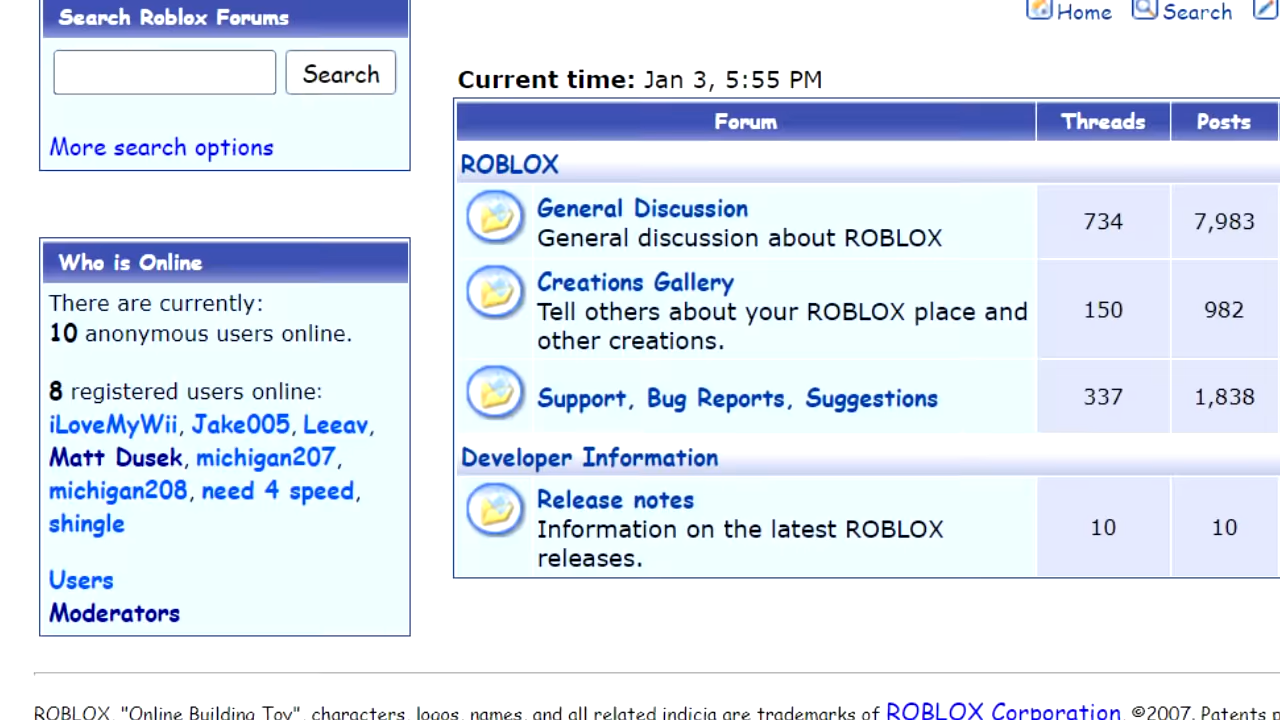 Search Roblox Forums
Search
More search options
Who is Online
There are currently:
10 anonymous users online.
8 registered users online:
iLoveMyWii, Jake005, Leeav,
Matt Dusek, michigan207,
michigan208, need 4 speed,
shingle
Users
Moderators
Home Search
Current time: Jan 3, 5:55 PM
Forum Threads Posts
ROBLOX
General Discussion
General discussion about ROBLOX
734 7,983
Creations Gallery
Tell others about your ROBLOX place and
other creations.
150 982
Support, Bug Reports, Suggestions
337 1,838
Developer Information
Release notes
Information on the latest ROBLOX
releases.
10 10
ROBLOX, "Online Building Toy", characters, logos, names, and all related indicia are trademarks of ROBLOX Corporation, ©2007. Patents